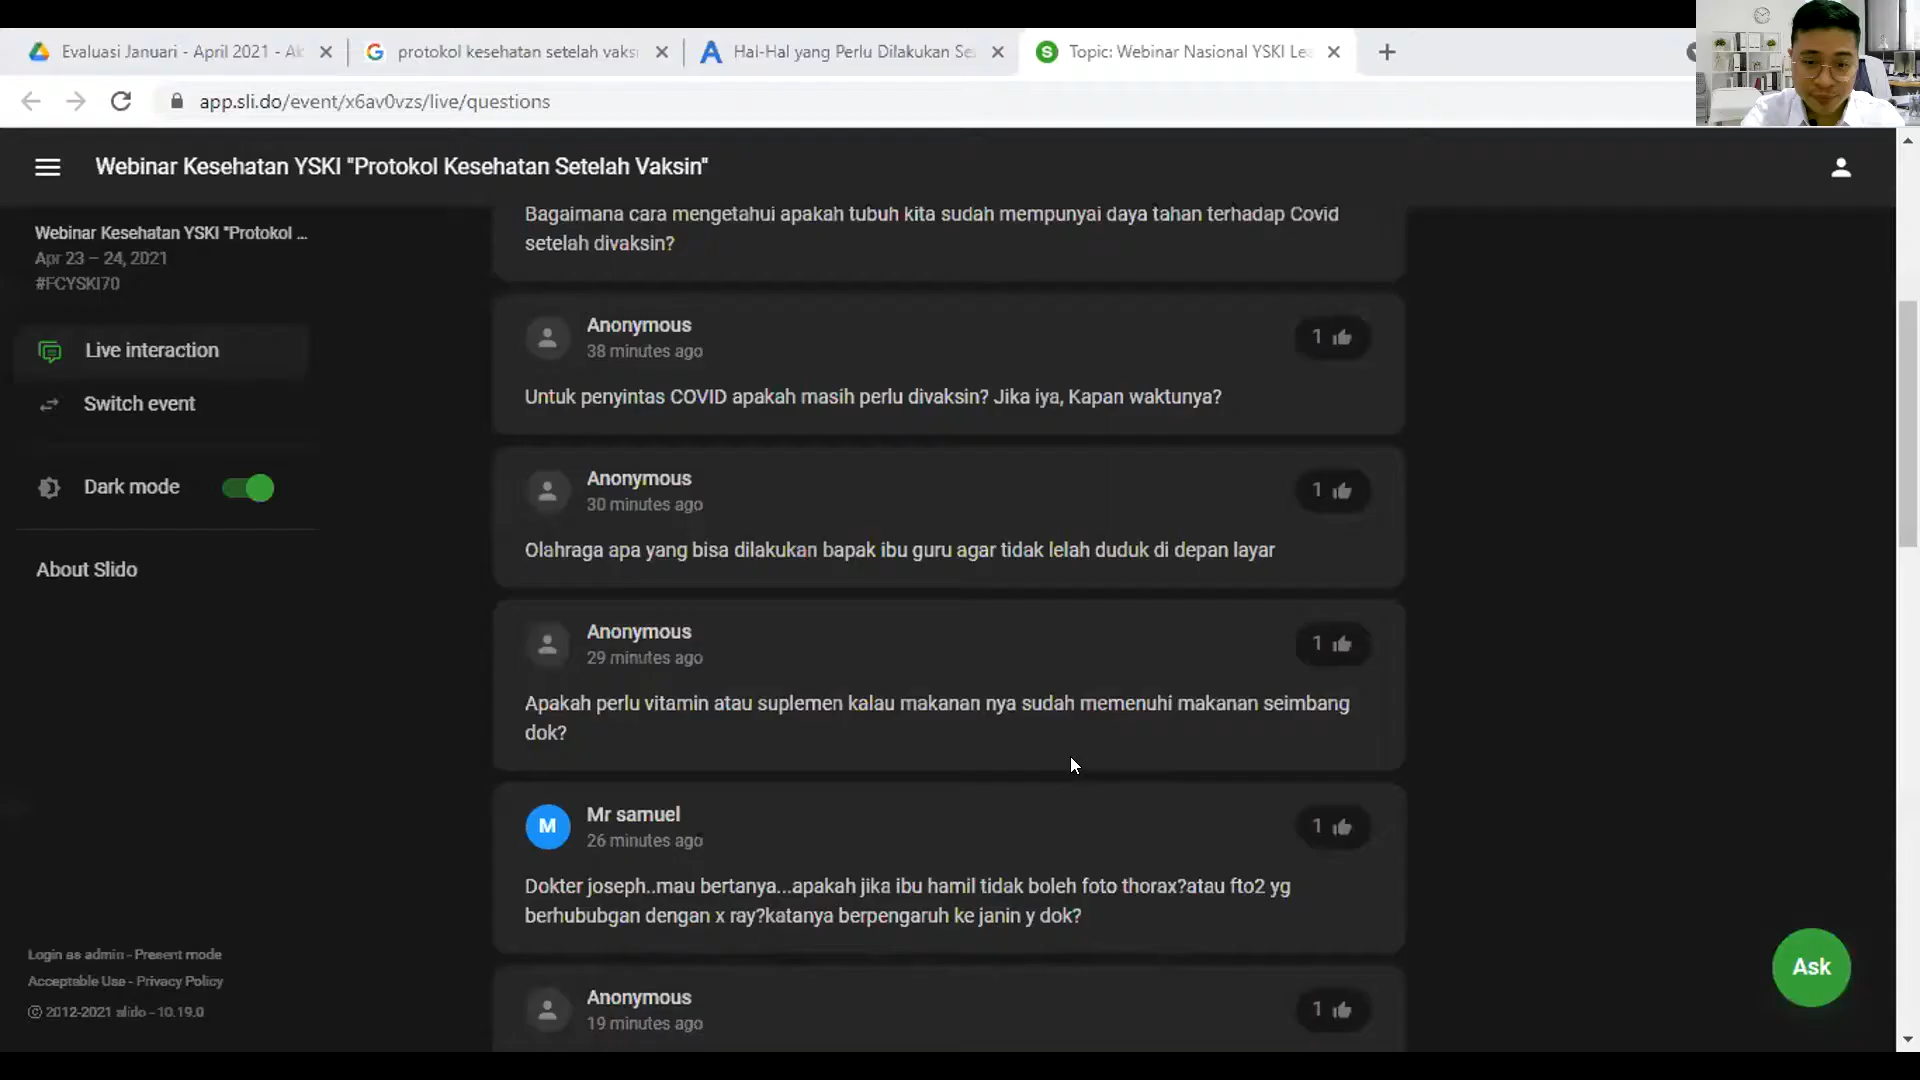 Evaluasi Januari - April 2021 - Ak
protokol kesehatan setelah vaksi
Hal-Hal yang Perlu Dilakukan Se
Topic: Webinar Nasional YSKI Le
app.sli.do/event/x6av0vzs/live/questions
Webinar Kesehatan YSKI "Protokol Kesehatan Setelah Vaksin"
Webinar Kesehatan YSKI "Protokol ...
Apr 23 – 24, 2021
#FCYSKI70
Live interaction
Switch event
Dark mode
About Slido
Login as admin - Present mode
Acceptable Use - Privacy Policy
© 2012-2021 slido - 10.19.0
Bagaimana cara mengetahui apakah tubuh kita sudah mempunyai daya tahan terhadap Covid
setelah divaksin?
Anonymous
38 minutes ago
1
Untuk penyintas COVID apakah masih perlu divaksin? Jika iya, Kapan waktunya?
Anonymous
30 minutes ago
1
Olahraga apa yang bisa dilakukan bapak ibu guru agar tidak lelah duduk di depan layar
Anonymous
29 minutes ago
1
Apakah perlu vitamin atau suplemen kalau makanan nya sudah memenuhi makanan seimbang
dok?
M
Mr samuel
26 minutes ago
1
Dokter joseph..mau bertanya...apakah jika ibu hamil tidak boleh foto thorax?atau fto2 yg
berhububgan dengan x ray?katanya berpengaruh ke janin y dok?
Anonymous
19 minutes ago
1
Ask